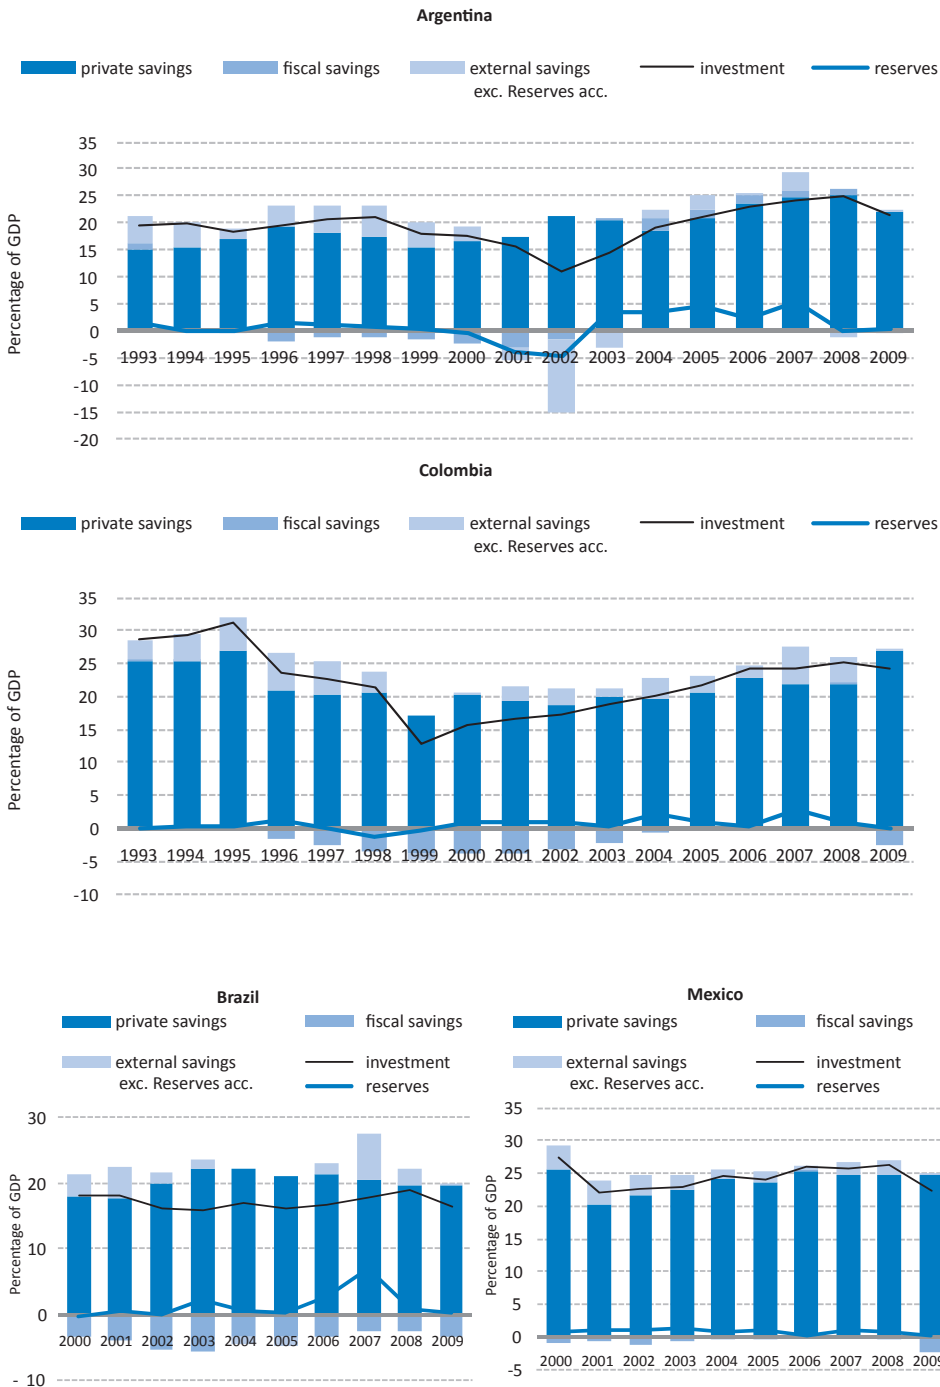 Argentina
private savings fiscal savings external savings exc. Reserves acc. investment reserves
Percentage of GDP
35
30
25
20
15
10
5
0
-5
-10
-15
-20
1993 1994 1995 1996 1997 1998 1999 2000 2001 2002 2003 2004 2005 2006 2007 2008 2009
Colombia
private savings fiscal savings external savings exc. Reserves acc. investment reserves
Percentage of GDP
35
30
25
20
15
10
5
0
-5
-10
1993 1994 1995 1996 1997 1998 1999 2000 2001 2002 2003 2004 2005 2006 2007 2008 2009
Brazil
private savings fiscal savings
external savings exc. Reserves acc. investment
reserves
Percentage of GDP
30
20
10
0
- 10
2000 2001 2002 2003 2004 2005 2006 2007 2008 2009
Mexico
private savings fiscal savings
external savings exc. Reserves acc. investment
reserves
Percentage of GDP
35
30
25
20
15
10
5
0
-5
2000 2001 2002 2003 2004 2005 2006 2007 2008 2009